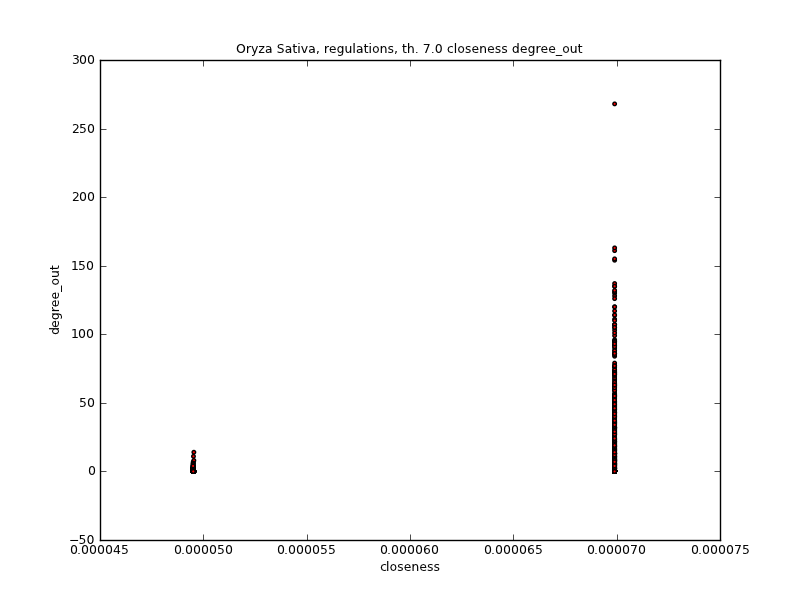 Oryza Sativa, regulations, th. 7.0 closeness degree_out
300
250
200
150
100
50
0
−50
degree_out
0.000045 0.000050 0.000055 0.000060 0.000065 0.000070 0.000075
closeness